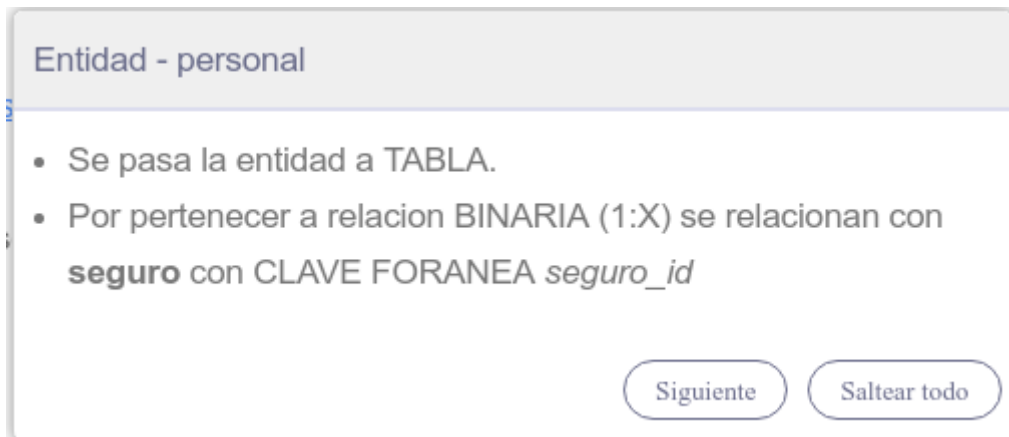 Entidad - personal
• Se pasa la entidad a TABLA.
• Por pertenecer a relacion BINARIA (1:X) se relacionan con
seguro con CLAVE FORANEA seguro_id
Siguiente
Saltear todo